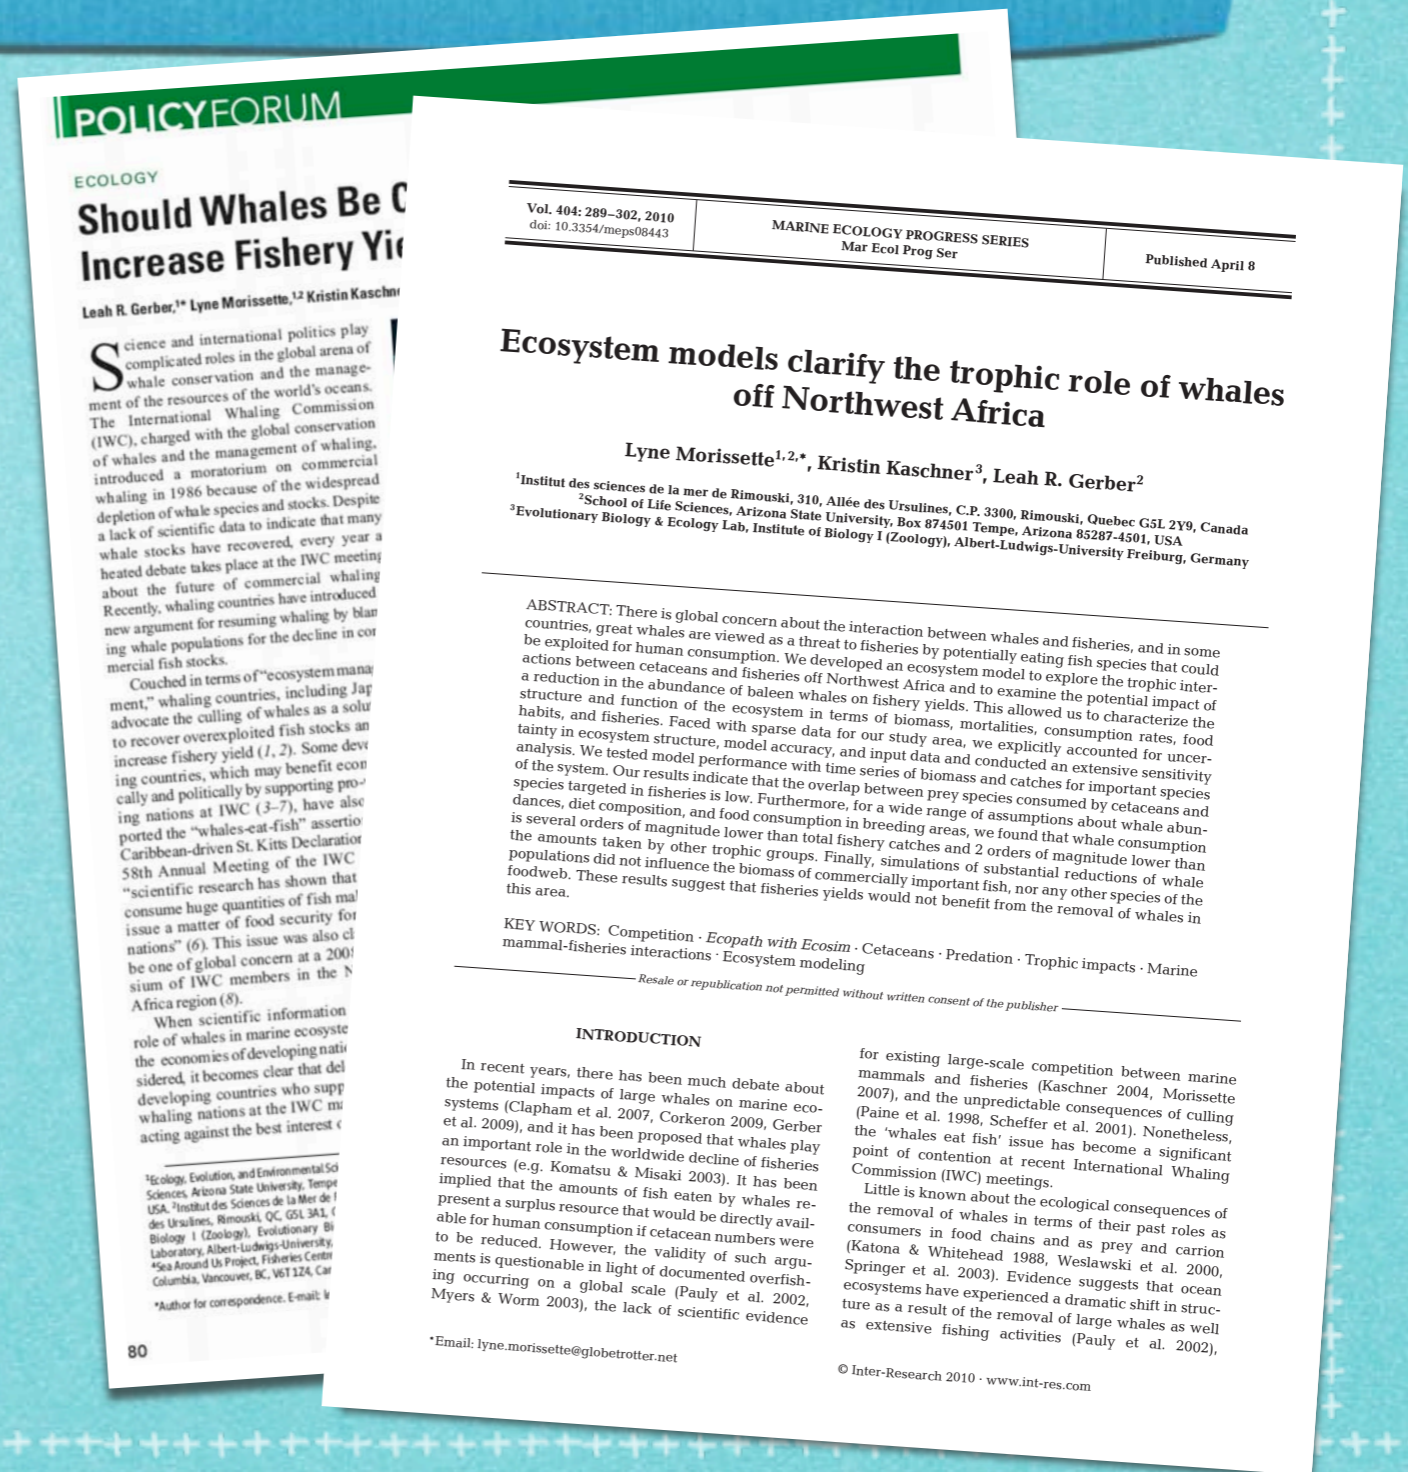 POLICYFORUM
ECOLOGY
Should Whales Be
Increase Fishery
Leah R. Gerber,¹* Lyne Morissette,¹,² Kristin
Science and international politics play
complicated roles in the global arena of
whale conservation and the manage-
ment of the resources of the world's oceans.
The International Whaling Commission
(IWC), charged with the global conservation
of whales and the management of whaling,
introduced a moratorium on commercial
whaling in 1986 because of the widespread
depletion of whale species and stocks. Despite
a lack of scientific data to indicate that many
whale stocks have recovered, every year a
heated debate takes place at the IWC meeting
about the future of commercial whaling
Recently, whaling countries have introduced
new argument for resuming whaling by
ing whale populations for the decline in
mercial fish stocks.
Couched in terms of "ecosystem
ment," whaling countries, including
advocate the culling of whales as a
to recover overexploited fish stocks
increase fishery yield (1, 2). Some
ing countries, which may benefit
cally and politically by supporting
ing nations at IWC (3–7), have
ported the "whales-eat-fish"
Caribbean-driven St. Kitts Declaration
58th Annual Meeting of the IWC
"scientific research has shown that
consume huge quantities of fish
issue a matter of food security for
nations" (6). This issue was also
be one of global concern at a
sium of IWC members in the
Africa region (8).
When scientific information
role of whales in marine
the economies of developing
sidered, it becomes clear that
developing countries who
whaling nations at the IWC
acting against the best interest
¹Ecology, Evolution, and Environmental
Sciences, Arizona State University,
USA. ²Institut des Sciences de la Mer de
des Ursulines, Rimouski, QC, G5L 3A1,
Biology I (Zoology), Evolutionary
Laboratory, Albert-Ludwigs-University,
⁴Sea Around Us Project, Fisheries
Columbia, Vancouver, BC, V6T 1Z4,
*Author for correspondence. E-mail:
80
Vol. 404: 289–302, 2010
doi: 10.3354/meps08443
MARINE ECOLOGY PROGRESS SERIES
Mar Ecol Prog Ser
Published April 8
Ecosystem models clarify the trophic role of whales
off Northwest Africa
Lyne Morissette¹,²,*, Kristin Kaschner³, Leah R. Gerber²
¹Institut des sciences de la mer de Rimouski, 310, Allée des Ursulines, C.P. 3300, Rimouski, Quebec G5L 2Y9, Canada
²School of Life Sciences, Arizona State University, Box 874501 Tempe, Arizona 85287-4501, USA
³Evolutionary Biology & Ecology Lab, Institute of Biology I (Zoology), Albert-Ludwigs-University Freiburg, Germany
ABSTRACT: There is global concern about the interaction between whales and fisheries, and in some
countries, great whales are viewed as a threat to fisheries by potentially eating fish species that could
be exploited for human consumption. We developed an ecosystem model to explore the trophic inter-
actions between cetaceans and fisheries off Northwest Africa and to examine the potential impact of
a reduction in the abundance of baleen whales on fishery yields. This allowed us to characterize the
structure and function of the ecosystem in terms of biomass, mortalities, consumption rates, food
habits, and fisheries. Faced with sparse data for our study area, we explicitly accounted for uncer-
tainty in ecosystem structure, model accuracy, and input data and conducted an extensive sensitivity
analysis. We tested model performance with time series of biomass and catches for important species
of the system. Our results indicate that the overlap between prey species consumed by cetaceans and
species targeted in fisheries is low. Furthermore, for a wide range of assumptions about whale abun-
dances, diet composition, and food consumption in breeding areas, we found that whale consumption
is several orders of magnitude lower than total fishery catches and 2 orders of magnitude lower than
the amounts taken by other trophic groups. Finally, simulations of substantial reductions of whale
populations did not influence the biomass of commercially important fish, nor any other species of the
foodweb. These results suggest that fisheries yields would not benefit from the removal of whales in
this area.
KEY WORDS: Competition · Ecopath with Ecosim · Cetaceans · Predation · Trophic impacts · Marine
mammal-fisheries interactions · Ecosystem modeling
Resale or republication not permitted without written consent of the publisher
INTRODUCTION
In recent years, there has been much debate about
the potential impacts of large whales on marine eco-
systems (Clapham et al. 2007, Corkeron 2009, Gerber
et al. 2009), and it has been proposed that whales play
an important role in the worldwide decline of fisheries
resources (e.g. Komatsu & Misaki 2003). It has been
implied that the amounts of fish eaten by whales re-
present a surplus resource that would be directly avail-
able for human consumption if cetacean numbers were
to be reduced. However, the validity of such argu-
ments is questionable in light of documented overfish-
ing occurring on a global scale (Pauly et al. 2002,
Myers & Worm 2003), the lack of scientific evidence
*Email: lyne.morissette@globetrotter.net
for existing large-scale competition between marine
mammals and fisheries (Kaschner 2004, Morissette
2007), and the unpredictable consequences of culling
(Paine et al. 1998, Scheffer et al. 2001). Nonetheless,
the 'whales eat fish' issue has become a significant
point of contention at recent International Whaling
Commission (IWC) meetings.
Little is known about the ecological consequences of
the removal of whales in terms of their past roles as
consumers in food chains and as prey and carrion
(Katona & Whitehead 1988, Weslawski et al. 2000,
Springer et al. 2003). Evidence suggests that ocean
ecosystems have experienced a dramatic shift in struc-
ture as a result of the removal of large whales as well
as extensive fishing activities (Pauly et al. 2002),
© Inter-Research 2010 · www.int-res.com